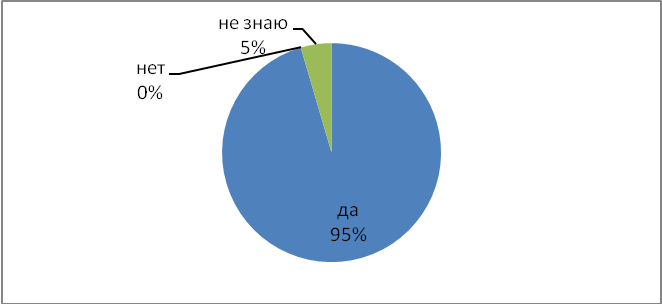 не знаю
5%
нет
0%
да
95%